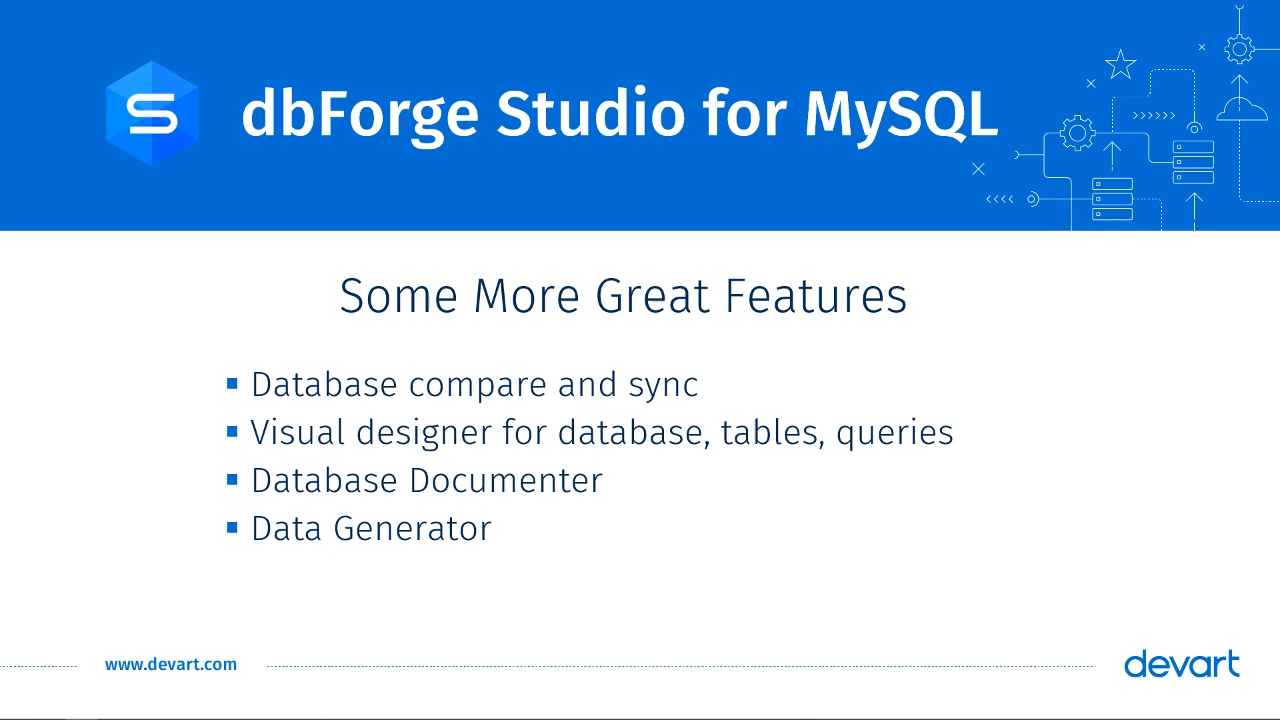 dbForge Studio for MySQL
Some More Great Features
▪ Database compare and sync
▪ Visual designer for database, tables, queries
▪ Database Documenter
▪ Data Generator
www.devart.com
devart